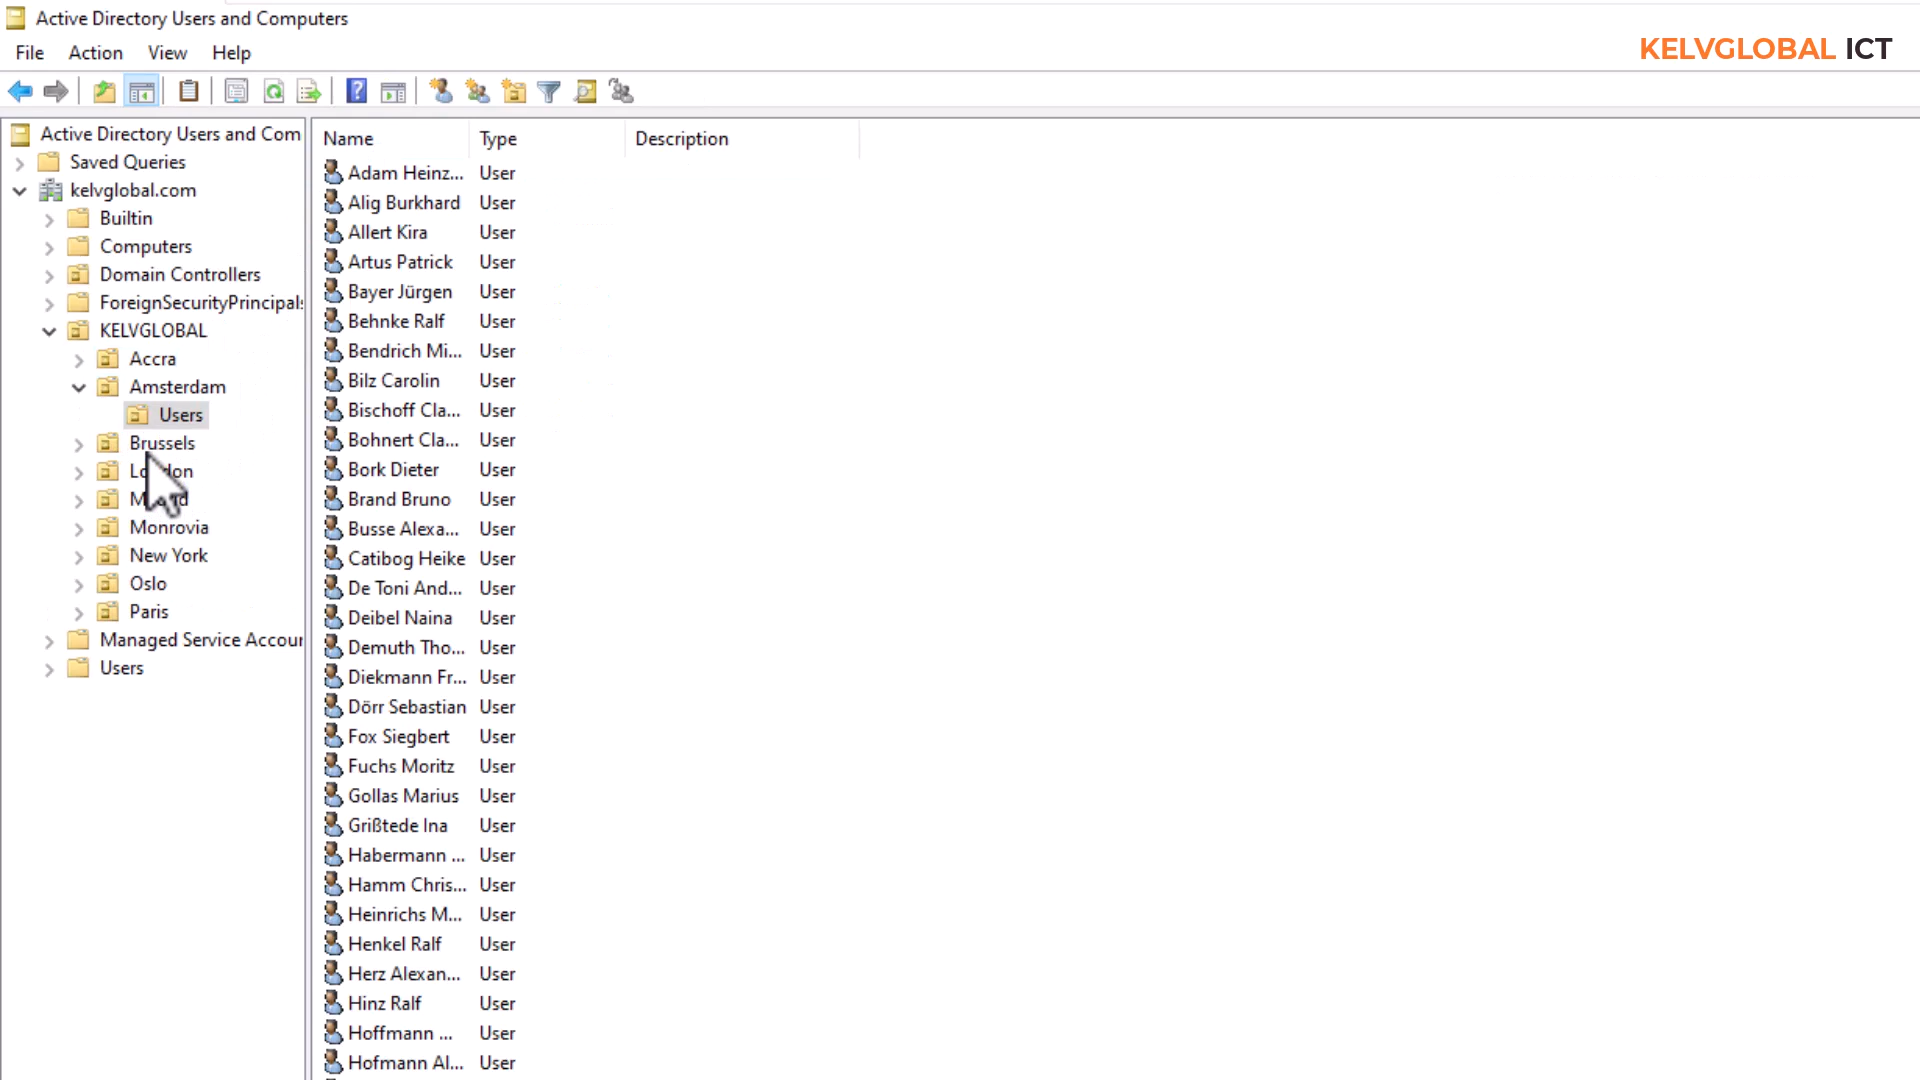 Active Directory Users and Computers
File Action View Help
KELVGLOBAL ICT
Active Directory Users and Com
Saved Queries
kelvglobal.com
Builtin
Computers
Domain Controllers
ForeignSecurityPrincipals
KELVGLOBAL
Accra
Amsterdam
Users
Brussels
London
Madrid
Monrovia
New York
Oslo
Paris
Managed Service Accour
Users
Name Type Description
Adam Heinz... User
Alig Burkhard User
Allert Kira User
Artus Patrick User
Bayer Jürgen User
Behnke Ralf User
Bendrich Mi... User
Bilz Carolin User
Bischoff Cla... User
Bohnert Cla... User
Bork Dieter User
Brand Bruno User
Busse Alexa... User
Catibog Heike User
De Toni And... User
Deibel Naina User
Demuth Tho... User
Diekmann Fr... User
Dörr Sebastian User
Fox Siegbert User
Fuchs Moritz User
Gollas Marius User
Grißtede Ina User
Habermann ... User
Hamm Chris... User
Heinrichs M... User
Henkel Ralf User
Herz Alexan... User
Hinz Ralf User
Hoffmann ... User
Hofmann Al... User